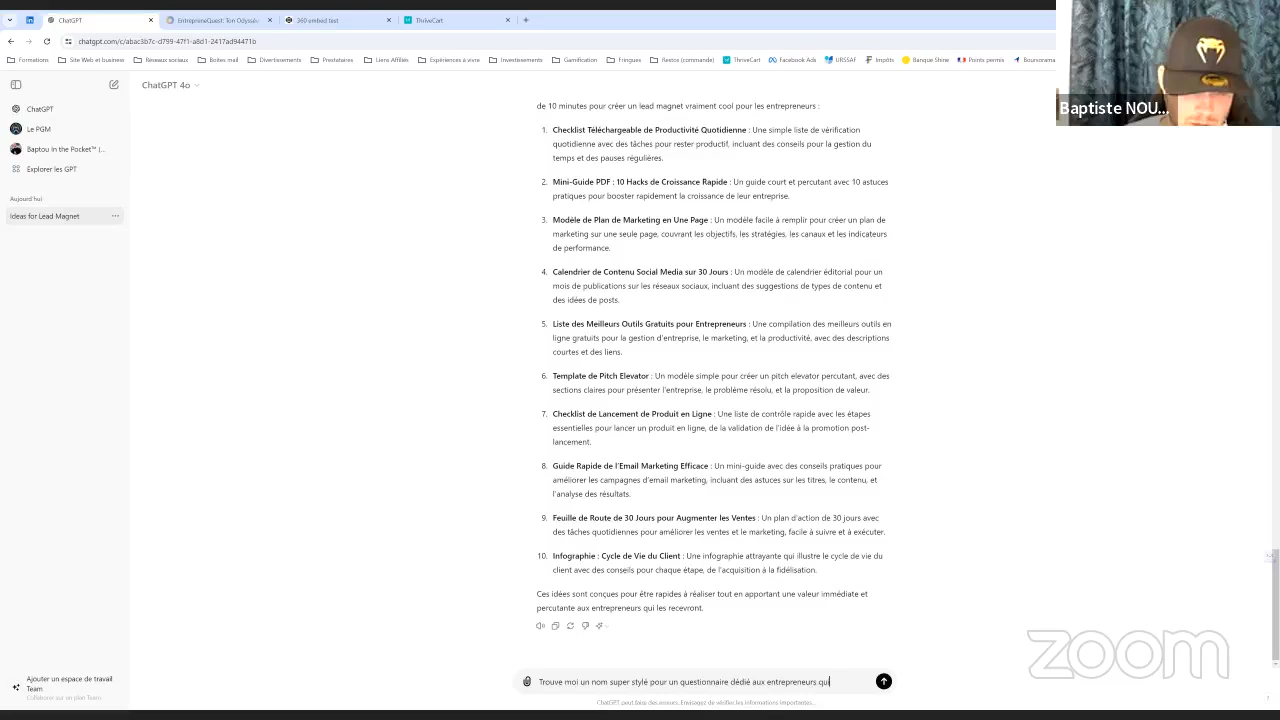 ChatGPT
EntrepreneQuest: Ton Odyssée
360 embed test
ThriveCart
chatgpt.com/c/abac3b7c-d799-47f1-a8d1-2417ad94471b
Formations
Site Web et business
Réseaux sociaux
Boites mail
Divertissements
Prestataires
Liens Affiliés
Expériences à vivre
Investissements
Gamification
Fringues
Restos (commande)
ThriveCart
Facebook Ads
URSSAF
Impôts
Banque Shine
Points permis
Boursorama
Baptiste NOU...
ChatGPT
Le PGM
Baptou In the Pocket™ (...
Explorer les GPT
Aujourd'hui
Ideas for Lead Magnet
ChatGPT 4o
de 10 minutes pour créer un lead magnet vraiment cool pour les entrepreneurs :
1. Checklist Téléchargeable de Productivité Quotidienne : Une simple liste de vérification
quotidienne avec des tâches pour rester productif, incluant des conseils pour la gestion du
temps et des pauses régulières.
2. Mini-Guide PDF : 10 Hacks de Croissance Rapide : Un guide court et percutant avec 10 astuces
pratiques pour booster rapidement la croissance de leur entreprise.
3. Modèle de Plan de Marketing en Une Page : Un modèle facile à remplir pour créer un plan de
marketing sur une seule page, couvrant les objectifs, les stratégies, les canaux et les indicateurs
de performance.
4. Calendrier de Contenu Social Media sur 30 Jours : Un modèle de calendrier éditorial pour un
mois de publications sur les réseaux sociaux, incluant des suggestions de types de contenu et
des idées de posts.
5. Liste des Meilleurs Outils Gratuits pour Entrepreneurs : Une compilation des meilleurs outils en
ligne gratuits pour la gestion d'entreprise, le marketing, et la productivité, avec des descriptions
courtes et des liens.
6. Template de Pitch Elevator : Un modèle simple pour créer un pitch elevator percutant, avec des
sections claires pour présenter l'entreprise, le problème résolu, et la proposition de valeur.
7. Checklist de Lancement de Produit en Ligne : Une liste de contrôle rapide avec les étapes
essentielles pour lancer un produit en ligne, de la validation de l'idée à la promotion post-
lancement.
8. Guide Rapide de l'Email Marketing Efficace : Un mini-guide avec des conseils pratiques pour
améliorer les campagnes d'email marketing, incluant des astuces sur les titres, le contenu, et
l'analyse des résultats.
9. Feuille de Route de 30 Jours pour Augmenter les Ventes : Un plan d'action de 30 jours avec
des tâches quotidiennes pour améliorer les ventes et le marketing, facile à suivre et à exécuter.
10. Infographie : Cycle de Vie du Client : Une infographie attrayante qui illustre le cycle de vie du
client avec des conseils pour chaque étape, de l'acquisition à la fidélisation.
Ces idées sont conçues pour être rapides à réaliser tout en apportant une valeur immédiate et
percutante aux entrepreneurs qui les recevront.
zoom
Ajouter un espace de travail
Team
Collaborer sur un plan Team
Trouve moi un nom super stylé pour un questionnaire dédié aux entrepreneurs qui
ChatGPT peut faire des erreurs. Envisagez de vérifier les informations importantes.